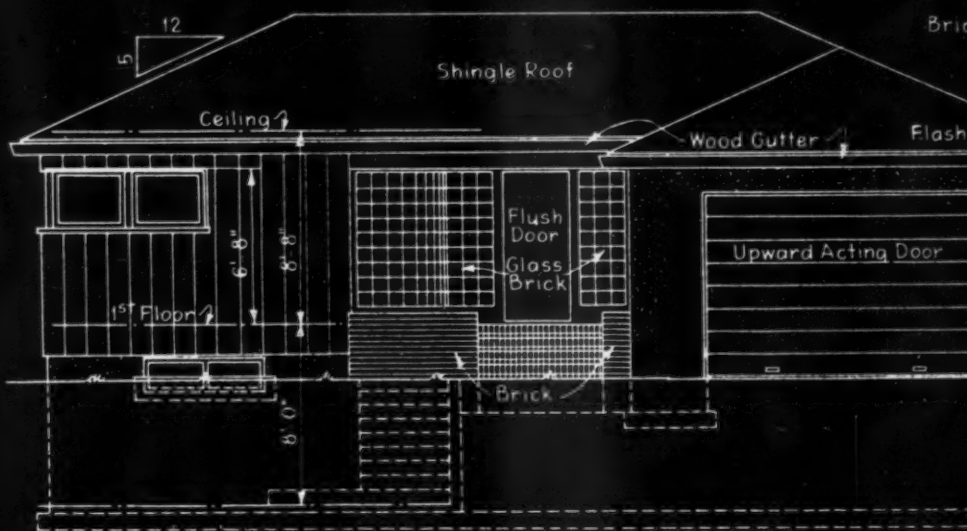 12
5
Shingle Roof
Ceiling
Wood Gutter
Flush
Door
Glass
Brick
Upward Acting Door
6'-8"
8'-8"
1st Floor
Brick
8'-0"